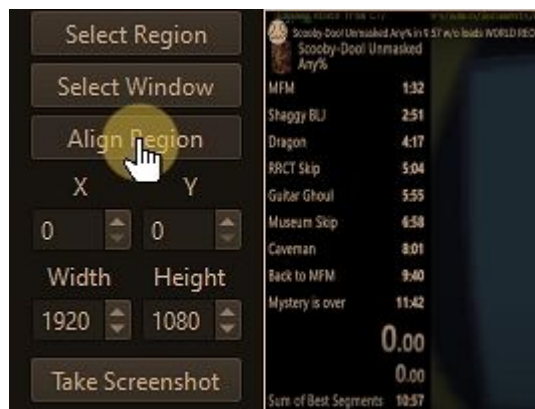 Select Region
Select Window
Align Region
X Y
0 0
Width Height
1920 1080
Take Screenshot
Scooby-Doo! Unmasked Any% in 9:57 w/o loads WORLD REC
Scooby-Doo! Unmasked
Any%
MFM 1:32
Shaggy BLJ 2:51
Dragon 4:17
RRCT Skip 5:04
Guitar Ghoul 5:55
Museum Skip 6:58
Caveman 8:01
Back to MFM 9:40
Mystery is over 11:42
0.00
0.00
Sum of Best Segments 10:57